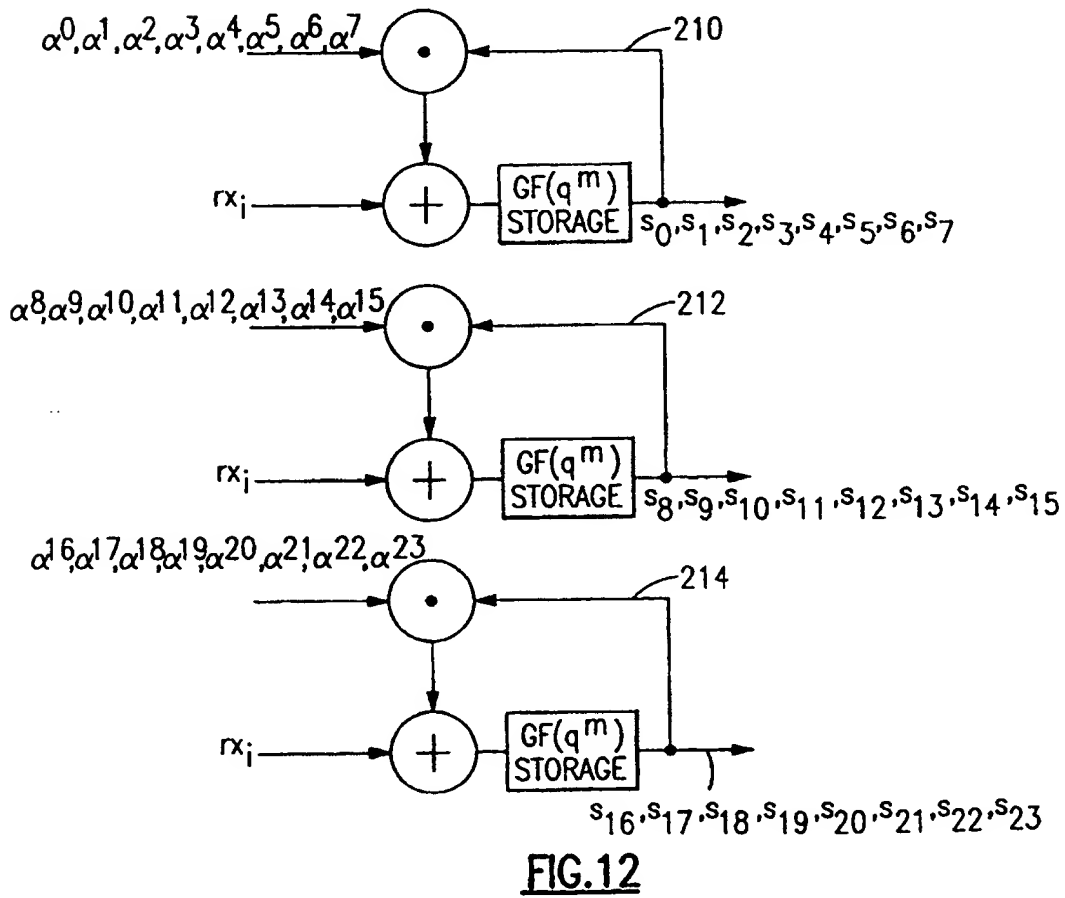 α⁰,α¹,α²,α³,α⁴,α⁵,α⁶,α⁷
210
·
+
rxᵢ
GF(qᵐ)
STORAGE
s₀,s₁,s₂,s₃,s₄,s₅,s₆,s₇
α⁸,α⁹,α¹⁰,α¹¹,α¹²,α¹³,α¹⁴,α¹⁵
212
·
+
rxᵢ
GF(qᵐ)
STORAGE
s₈,s₉,s₁₀,s₁₁,s₁₂,s₁₃,s₁₄,s₁₅
α¹⁶,α¹⁷,α¹⁸,α¹⁹,α²⁰,α²¹,α²²,α²³
214
·
+
rxᵢ
GF(qᵐ)
STORAGE
s₁₆,s₁₇,s₁₈,s₁₉,s₂₀,s₂₁,s₂₂,s₂₃
FIG.12